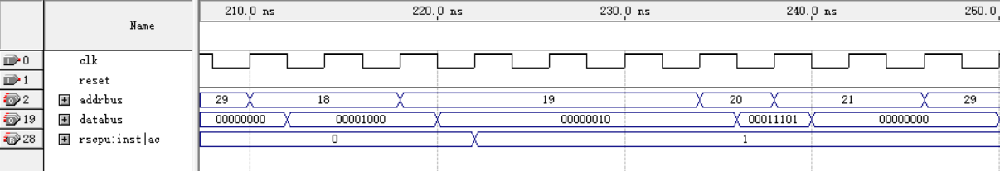 Name 210.0 ns 220.0 ns 230.0 ns 240.0 ns 250.0
0 clk
1 reset
2 addrbus 29 18 19 20 21 29
19 databus 00000000 00001000 00000010 00011101 00000000
28 rscpu:inst|ac 0 1